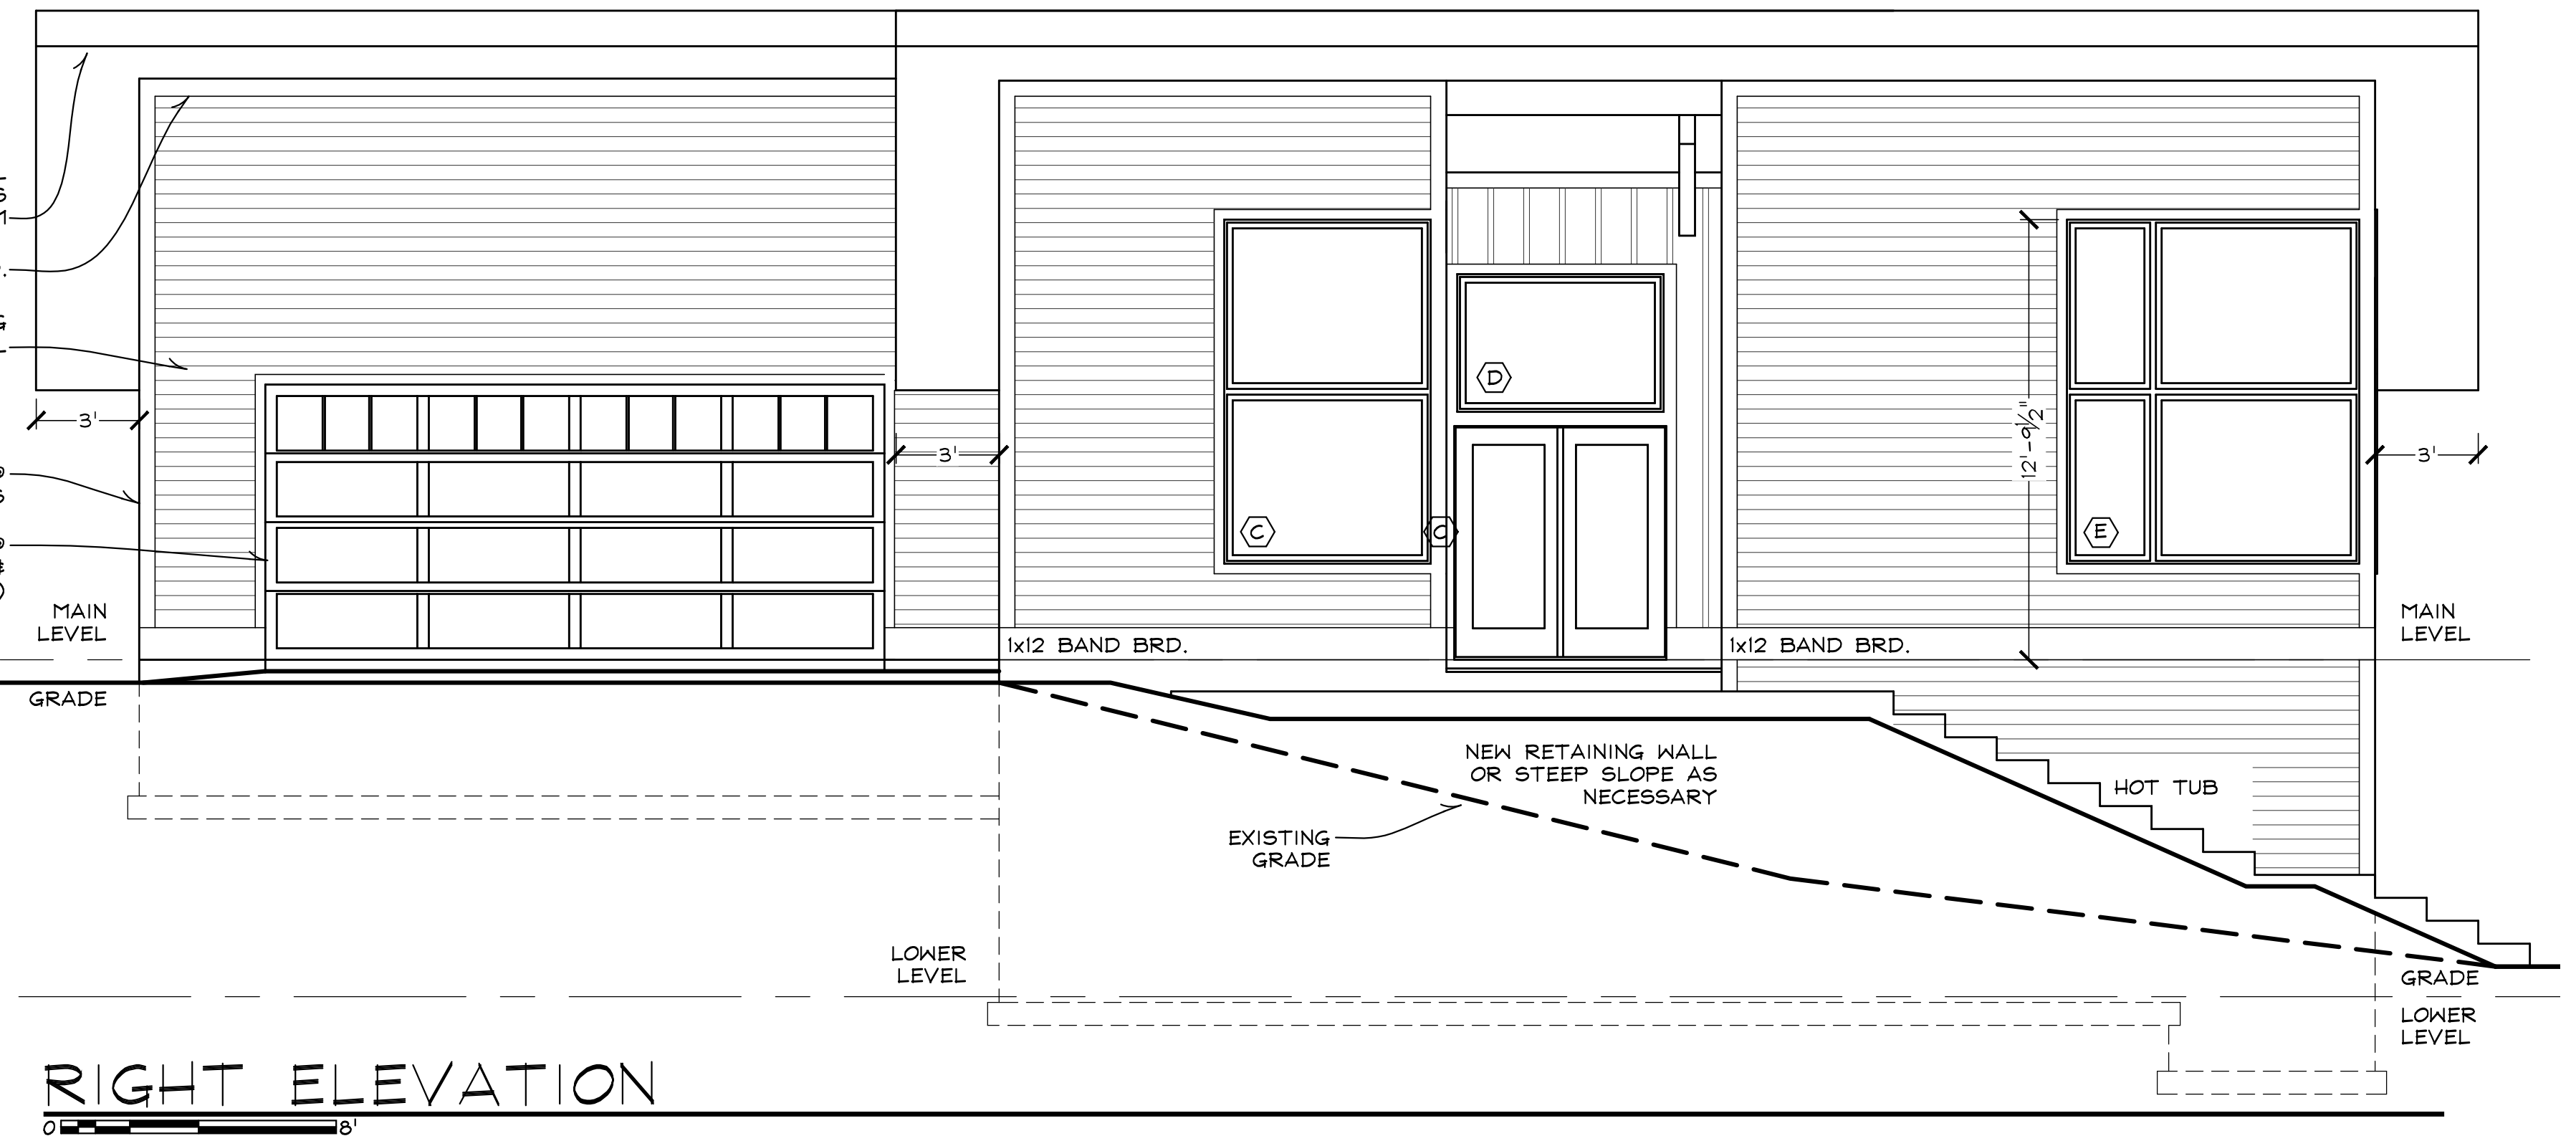 3'
3'
3'
12'-9½"
D
C
C
E
MAIN
LEVEL
MAIN
LEVEL
1x12 BAND BRD.
1x12 BAND BRD.
GRADE
NEW RETAINING WALL
OR STEEP SLOPE AS
NECESSARY
HOT TUB
EXISTING
GRADE
LOWER
LEVEL
GRADE
LOWER
LEVEL
RIGHT ELEVATION
0 8'